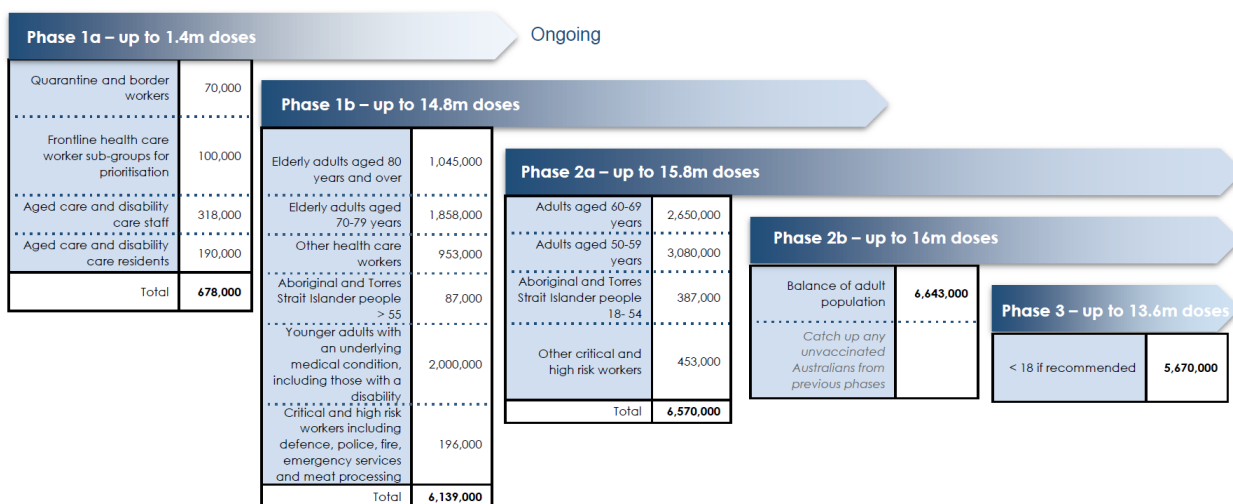 Phase 1a – up to 1.4m doses
Ongoing
Quarantine and border
workers
70,000
Frontline health care
worker sub-groups for
prioritisation
100,000
Aged care and disability
care staff
318,000
Aged care and disability
care residents
190,000
Total
678,000
Phase 1b – up to 14.8m doses
Elderly adults aged 80
years and over
1,045,000
Elderly adults aged
70-79 years
1,858,000
Other health care
workers
953,000
Aboriginal and Torres
Strait Islander people
> 55
87,000
Younger adults with
an underlying
medical condition,
including those with a
disability
2,000,000
Critical and high risk
workers including
defence, police, fire,
emergency services
and meat processing
196,000
Total
6,139,000
Phase 2a – up to 15.8m doses
Adults aged 60-69
years
2,650,000
Adults aged 50-59
years
3,080,000
Aboriginal and Torres
Strait Islander people
18- 54
387,000
Other critical and
high risk workers
453,000
Total
6,570,000
Phase 2b – up to 16m doses
Balance of adult
population
6,643,000
Catch up any
unvaccinated
Australians from
previous phases
Phase 3 – up to 13.6m doses
< 18 if recommended
5,670,000